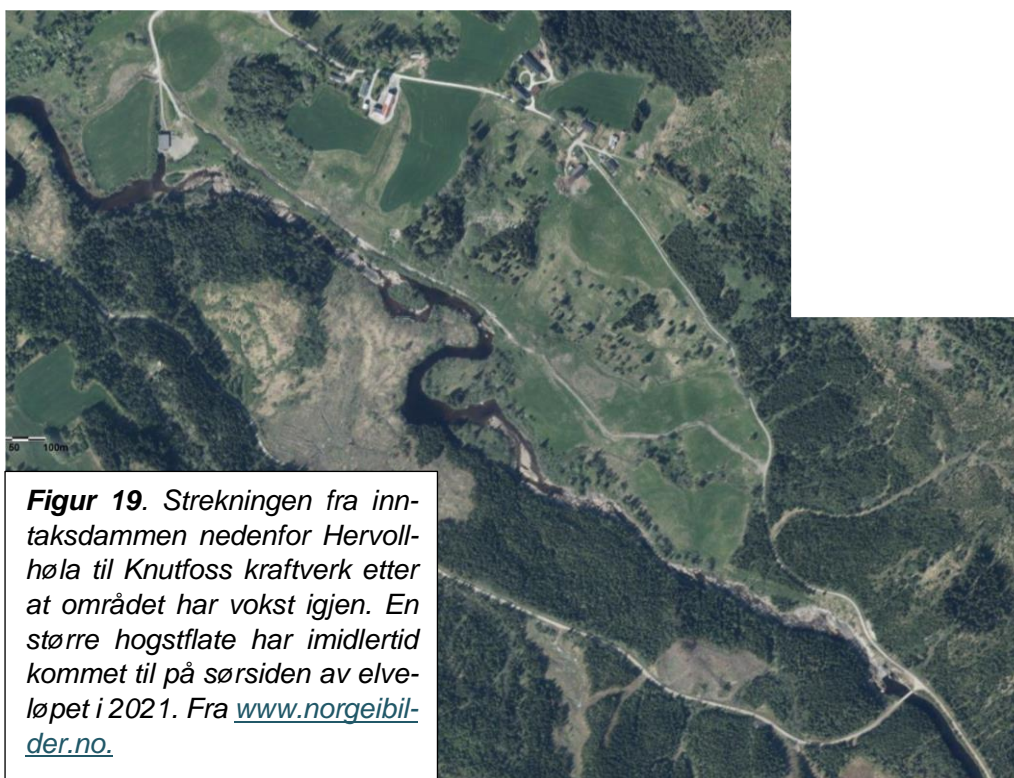 50 100m
Figur 19. Strekningen fra inn-
taksdammen nedenfor Hervoll-
høla til Knutfoss kraftverk etter
at området har vokst igjen. En
større hogstflate har imidlertid
kommet til på sørsiden av elve-
løpet i 2021. Fra www.norgeibil-
der.no.